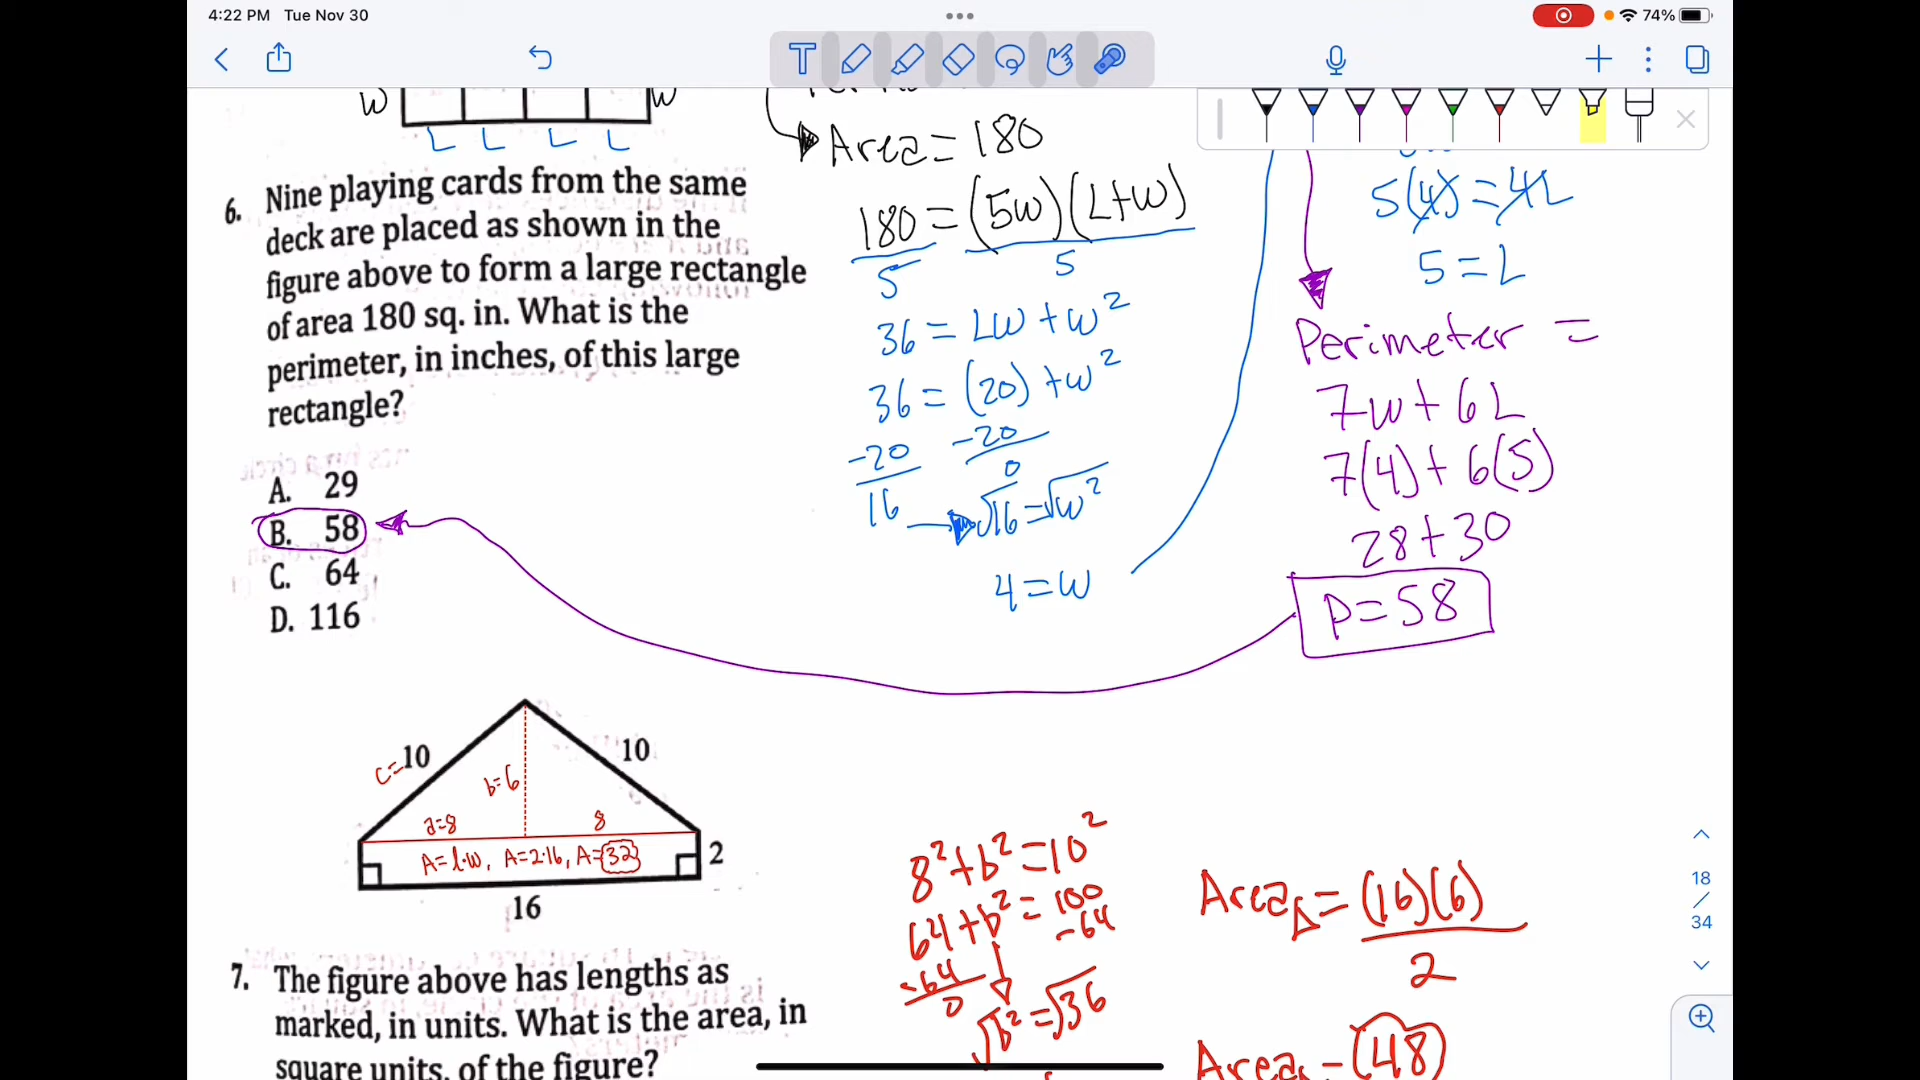 4:22 PM Tue Nov 30
74%
T
W
W
L L L L
Area = 180
180 = (5w)(L+w)
5 5
36 = Lw + w²
36 = (20) + w²
-20 -20
16 0
√16 = √w²
4 = w
5(4) = 4L
5 = L
Perimeter =
7w + 6L
7(4) + 6(5)
28 + 30
P = 58
6. Nine playing cards from the same
deck are placed as shown in the
figure above to form a large rectangle
of area 180 sq. in. What is the
perimeter, in inches, of this large
rectangle?
A. 29
B. 58
C. 64
D. 116
c=10
10
b=6
a=8
8
A=l·w, A=2·16, A=32
2
16
8² + b² = 10²
64 + b² = 100
-64
-64
0
√b² = √36
Area△ = (16)(6)
2
Area△ = (48)
18
/
34
7. The figure above has lengths as
marked, in units. What is the area, in
square units, of the figure?